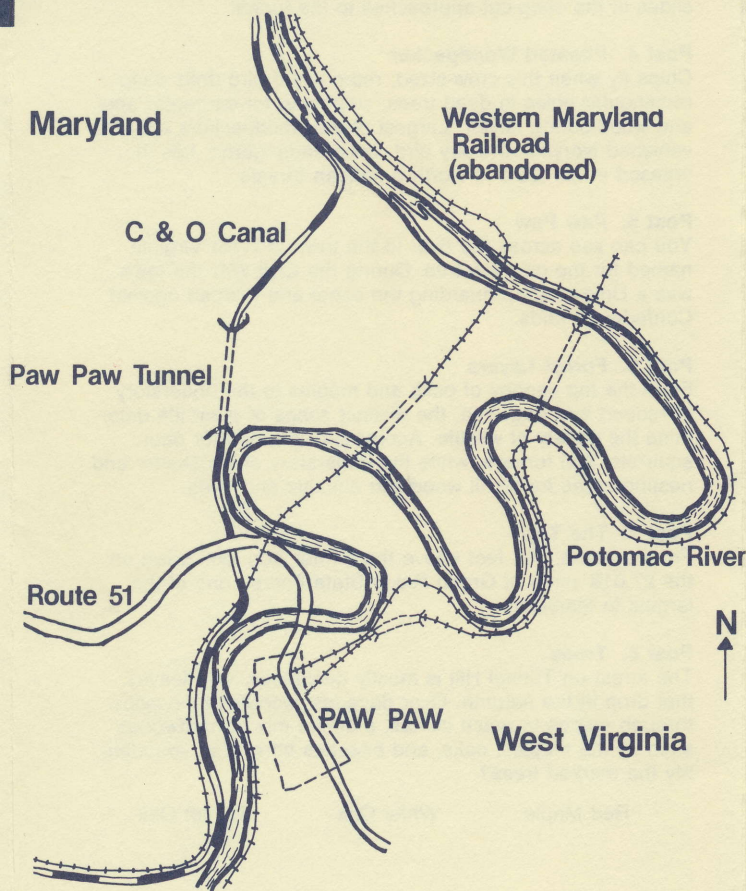 Maryland
Western Maryland
Railroad
(abandoned)
C & O Canal
Paw Paw Tunnel
Potomac River
Route 51
N
PAW PAW
West Virginia